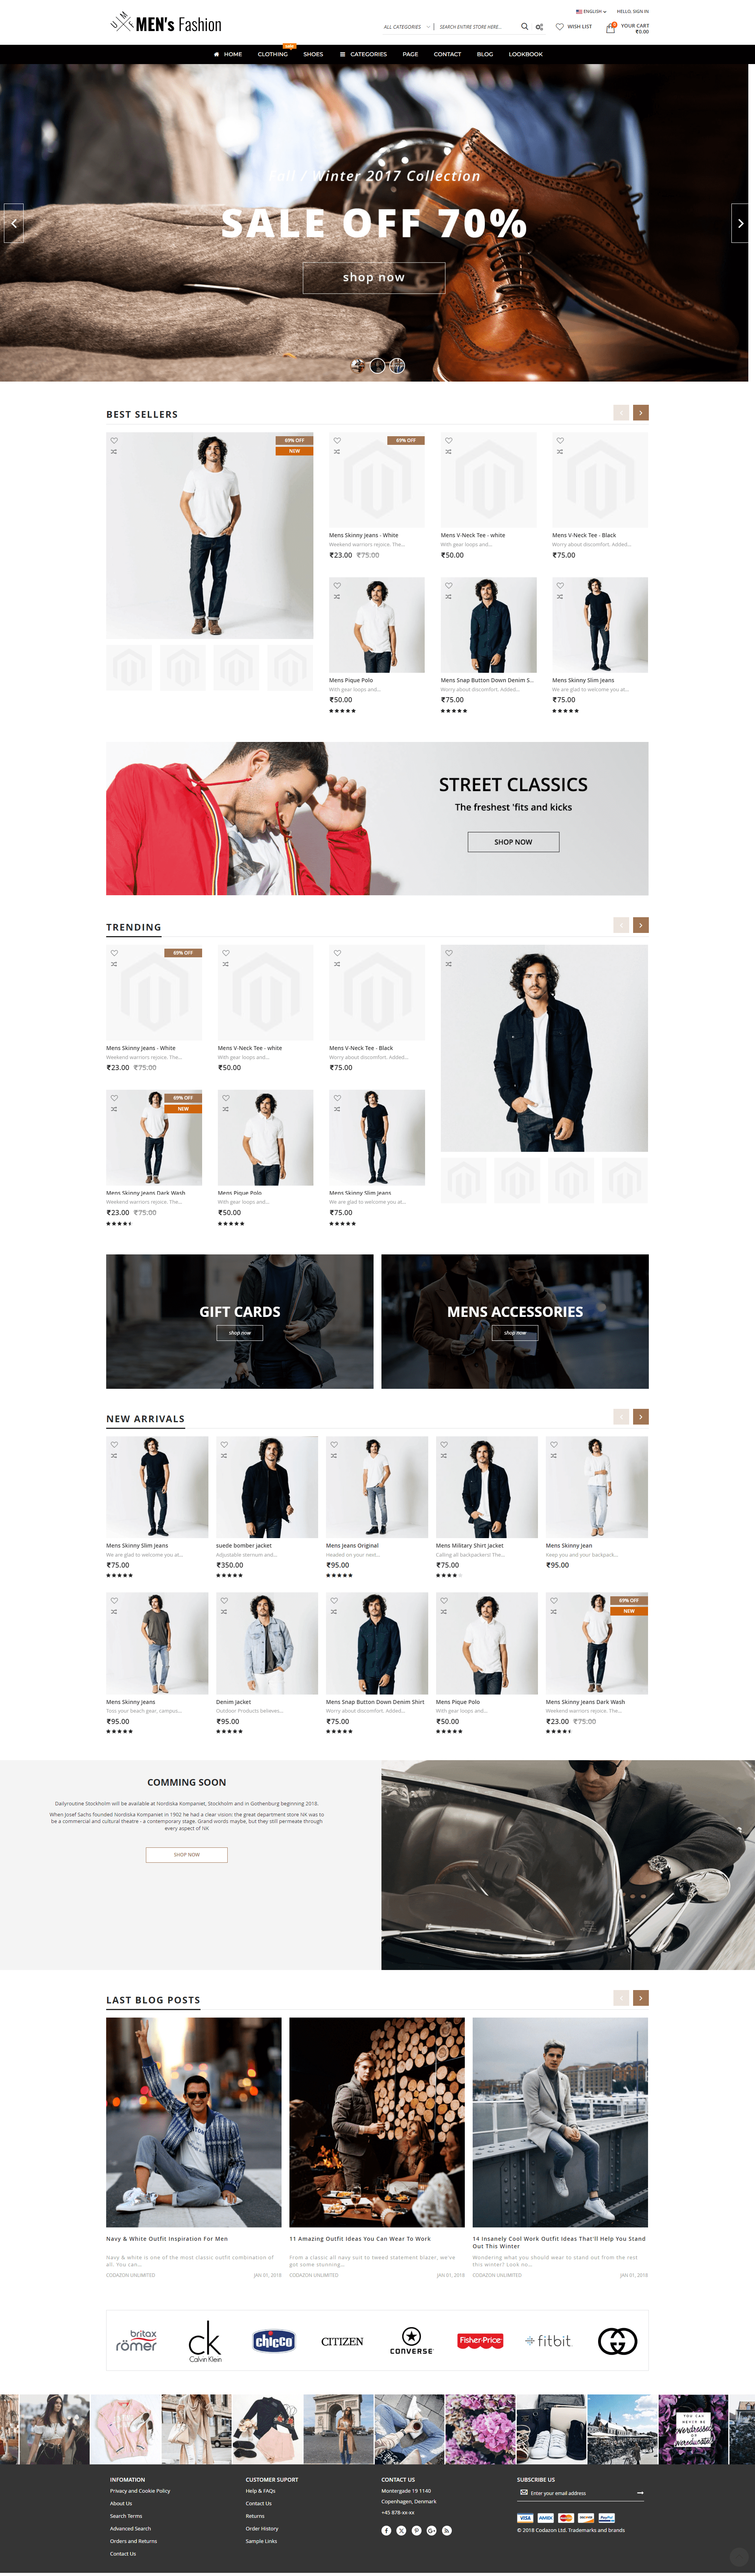 ENGLISH
HELLO, SIGN IN
MEN's Fashion
ALL CATEGORIES
SEARCH ENTIRE STORE HERE...
WISH LIST
0
YOUR CART
₹0.00
HOME
CLOTHING
SHOES
CATEGORIES
PAGE
CONTACT
BLOG
LOOKBOOK
Fall / Winter 2017 Collection
SALE OFF 70%
shop now
BEST SELLERS
69% OFF
NEW
69% OFF
Mens Skinny Jeans - White
Mens V-Neck Tee - white
Mens V-Neck Tee - Black
Weekend warriors rejoice. The...
With gear loops and...
Worry about discomfort. Added...
₹23.00 ₹75.00
₹50.00
₹75.00
Mens Pique Polo
Mens Snap Button Down Denim S...
Mens Skinny Slim Jeans
With gear loops and...
Worry about discomfort. Added...
We are glad to welcome you at...
₹50.00
₹75.00
₹75.00
STREET CLASSICS
The freshest 'fits and kicks
SHOP NOW
TRENDING
69% OFF
Mens Skinny Jeans - White
Mens V-Neck Tee - white
Mens V-Neck Tee - Black
Weekend warriors rejoice. The...
With gear loops and...
Worry about discomfort. Added...
₹23.00 ₹75.00
₹50.00
₹75.00
69% OFF
NEW
Mens Skinny Jeans Dark Wash
Mens Pique Polo
Mens Skinny Slim Jeans
Weekend warriors rejoice. The...
With gear loops and...
We are glad to welcome you at...
₹23.00 ₹75.00
₹50.00
₹75.00
GIFT CARDS
shop now
MENS ACCESSORIES
shop now
NEW ARRIVALS
Mens Skinny Slim Jeans
suede bomber jacket
Mens Jeans Original
Mens Military Shirt Jacket
Mens Skinny Jean
We are glad to welcome you at...
Adjustable sternum and...
Headed on your next...
Calling all backpackers! The...
Keep you and your backpack...
₹75.00
₹350.00
₹95.00
₹75.00
₹95.00
69% OFF
NEW
Mens Skinny Jeans
Denim Jacket
Mens Snap Button Down Denim Shirt
Mens Pique Polo
Mens Skinny Jeans Dark Wash
Toss your beach gear, campus...
Outdoor Products believes...
Worry about discomfort. Added...
With gear loops and...
Weekend warriors rejoice. The...
₹95.00
₹95.00
₹75.00
₹50.00
₹23.00 ₹75.00
COMMING SOON
Dailyroutine Stockholm will be available at Nordiska Kompaniet, Stockholm and in Gothenburg beginning 2018.
When Josef Sachs founded Nordiska Kompaniet in 1902 he had a clear vision: the great department store NK was to
be a commercial and cultural theatre - a contemporary stage. Grand words maybe, but they still permeate through
every aspect of NK
SHOP NOW
LAST BLOG POSTS
Navy & White Outfit Inspiration For Men
Navy & white is one of the most classic outfit combination of
all. You can...
CODAZON UNLIMITED
JAN 01, 2018
11 Amazing Outfit Ideas You Can Wear To Work
From a classic all navy suit to tweed statement blazer, we've
got some stunning...
CODAZON UNLIMITED
JAN 01, 2018
14 Insanely Cool Work Outfit Ideas That'll Help You Stand
Out This Winter
Wondering what you should wear to stand out from the rest
this winter? Look no...
CODAZON UNLIMITED
JAN 01, 2018
britax
römer
ck
Calvin Klein
chicco
CITIZEN
CONVERSE
Fisher-Price
fitbit
YOU CAN
NEVER BE
overdressed
or
overeducated
INFOMATION
Privacy and Cookie Policy
About Us
Search Terms
Advanced Search
Orders and Returns
Contact Us
CUSTOMER SUPORT
Help & FAQs
Contact Us
Returns
Order History
Sample Links
CONTACT US
Montergade 19 1140
Copenhagen, Denmark
+45 878-xx-xx
SUBSCRIBE US
Enter your email address
VISA
AMEX
PayPal
© 2018 Codazon Ltd. Trademarks and brands